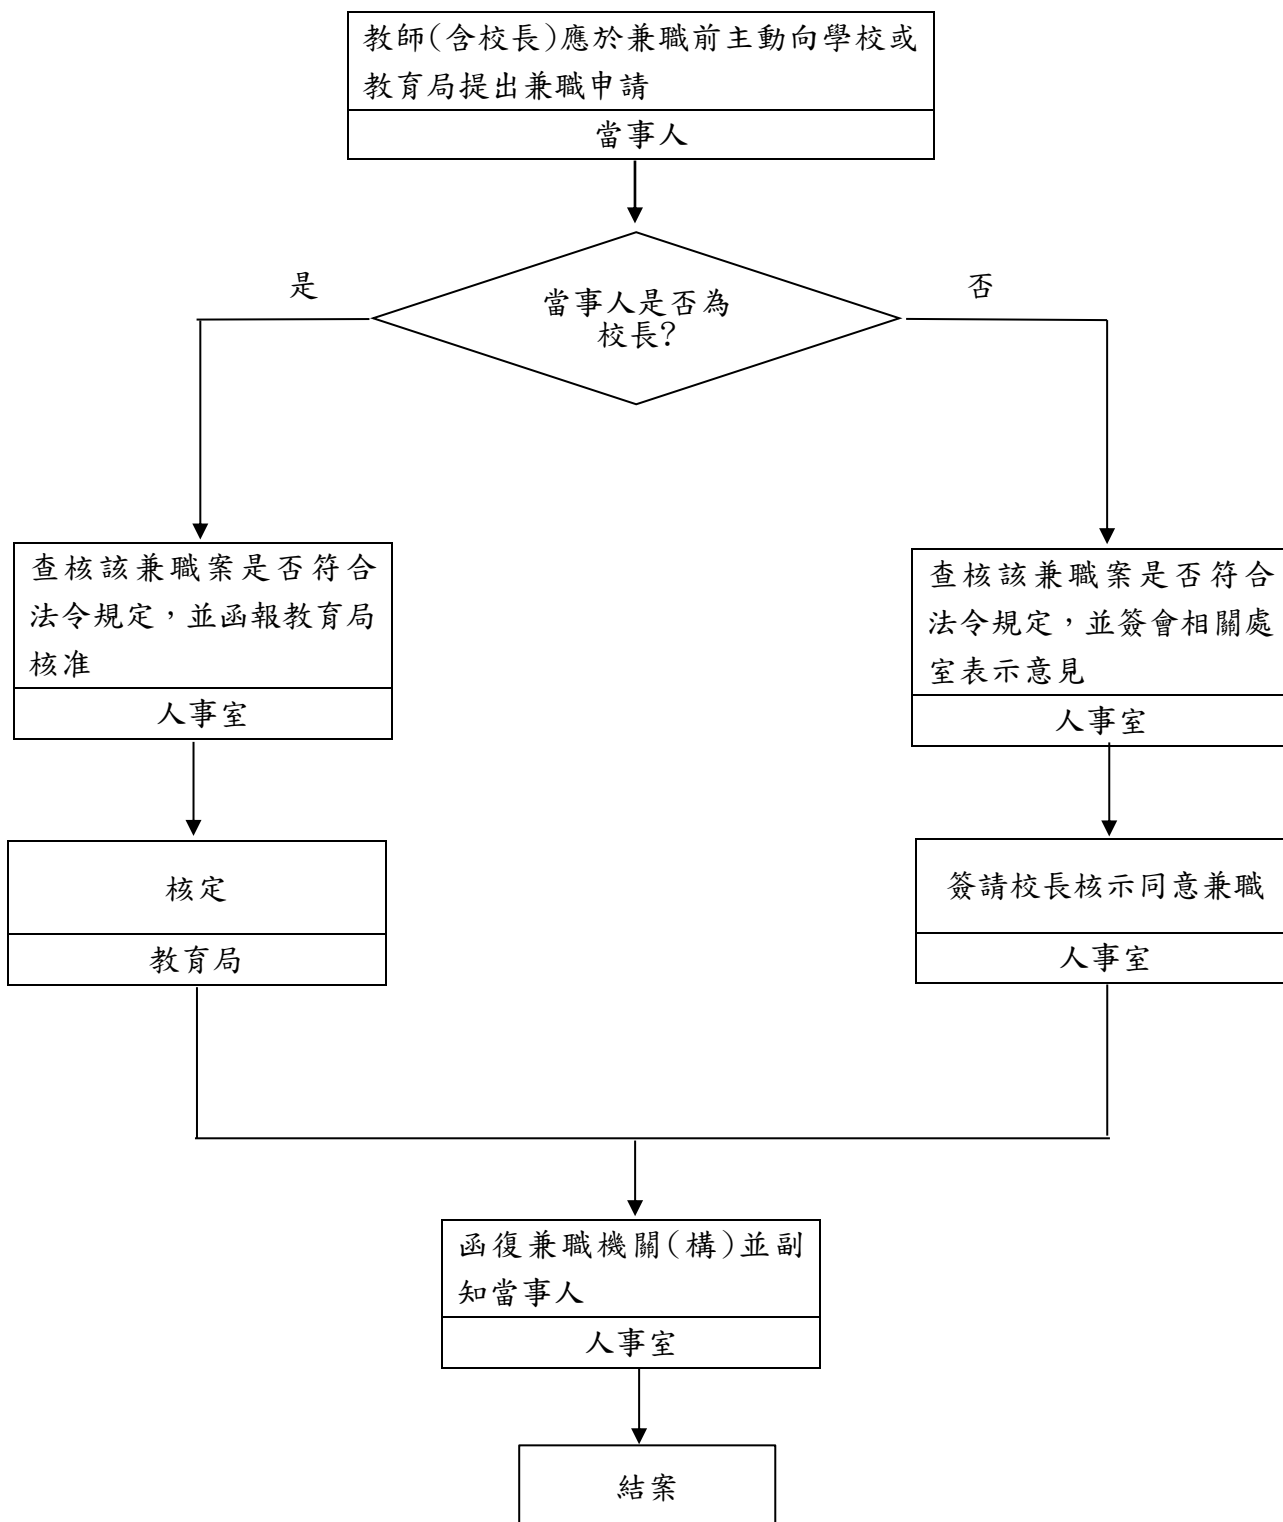 教師(含校長)應於兼職前主動向學校或
教育局提出兼職申請
當事人
是
否
當事人是否為
校長?
查核該兼職案是否符合
法令規定，並函報教育局
核准
人事室
查核該兼職案是否符合
法令規定，並簽會相關處
室表示意見
人事室
核定
教育局
簽請校長核示同意兼職
人事室
函復兼職機關(構)並副
知當事人
人事室
結案